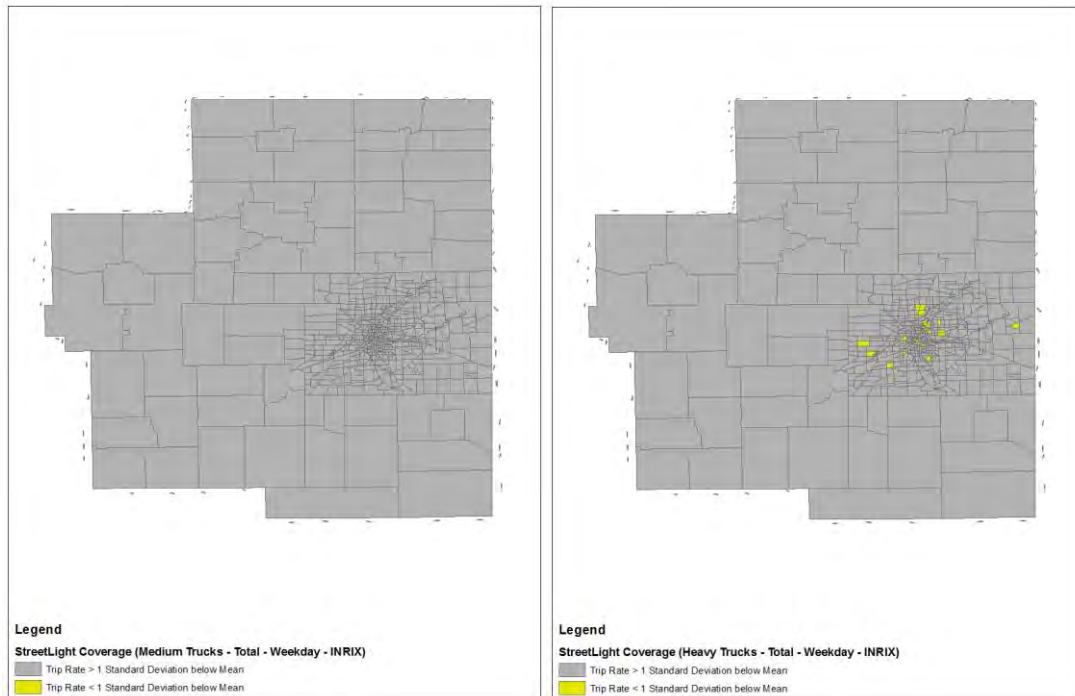 Legend
StreetLight Coverage (Medium Trucks - Total - Weekday - INRIX)
Trip Rate > 1 Standard Deviation below Mean
Trip Rate < 1 Standard Deviation below Mean
Legend
StreetLight Coverage (Heavy Trucks - Total - Weekday - INRIX)
Trip Rate > 1 Standard Deviation below Mean
Trip Rate < 1 Standard Deviation below Mean